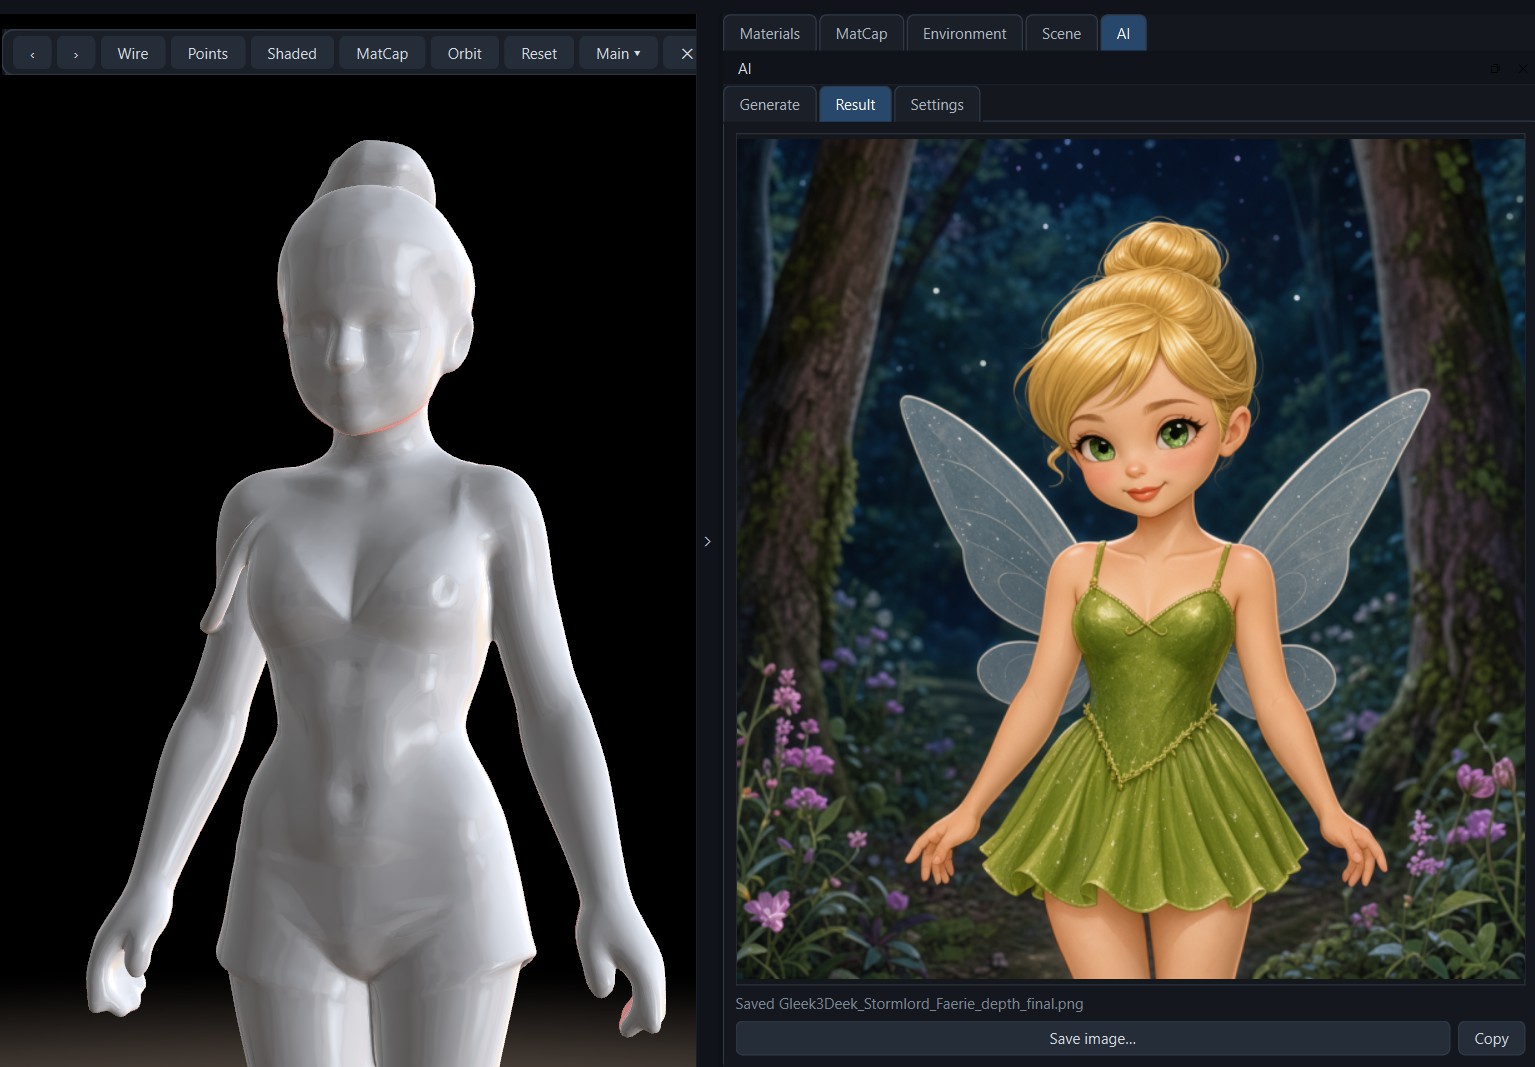 ‹ › Wire Points Shaded MatCap Orbit Reset Main ▾ ✕
Materials MatCap Environment Scene AI
AI
Generate Result Settings
›
Saved Gleek3Deek_Stormlord_Faerie_depth_final.png
Save image... Copy